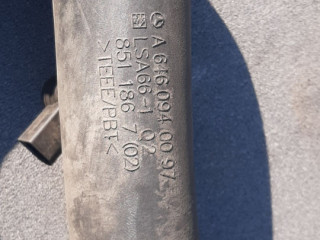 A 646 094 00 97
LSA66-1 Q2
851 186 7 (02)
>TEEE/PBT<